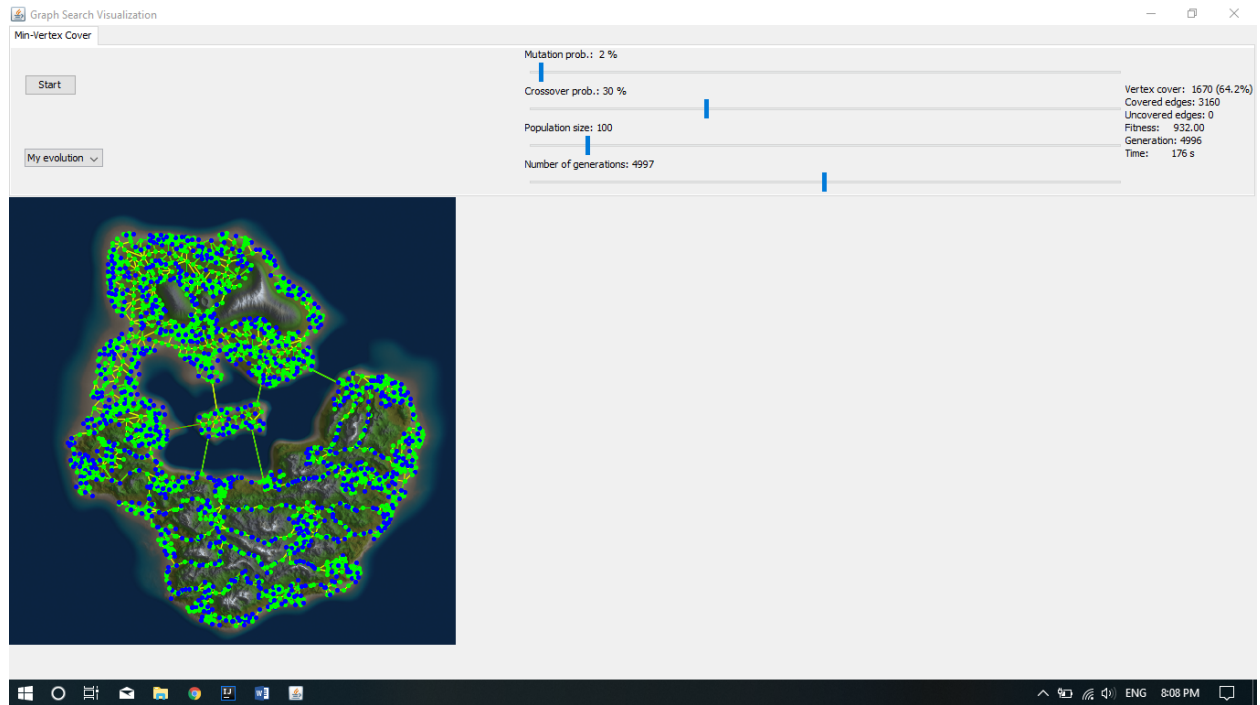 Graph Search Visualization
Min-Vertex Cover
Start
My evolution
Mutation prob.: 2 %
Crossover prob.: 30 %
Population size: 100
Number of generations: 4997
Vertex cover: 1670 (64.2%)
Covered edges: 3160
Uncovered edges: 0
Fitness: 932.00
Generation: 4996
Time: 176 s
ENG 8:08 PM